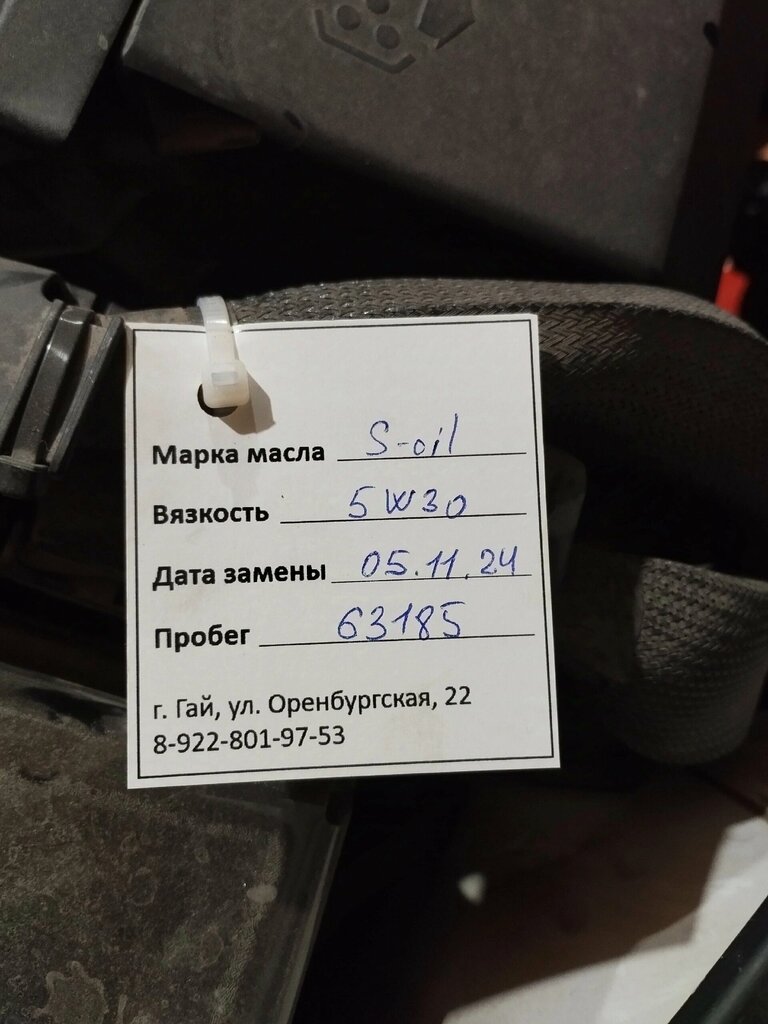 Марка масла S-oil
Вязкость 5W30
Дата замены 05.11.24
Пробег 63185
г. Гай, ул. Оренбургская, 22
8-922-801-97-53